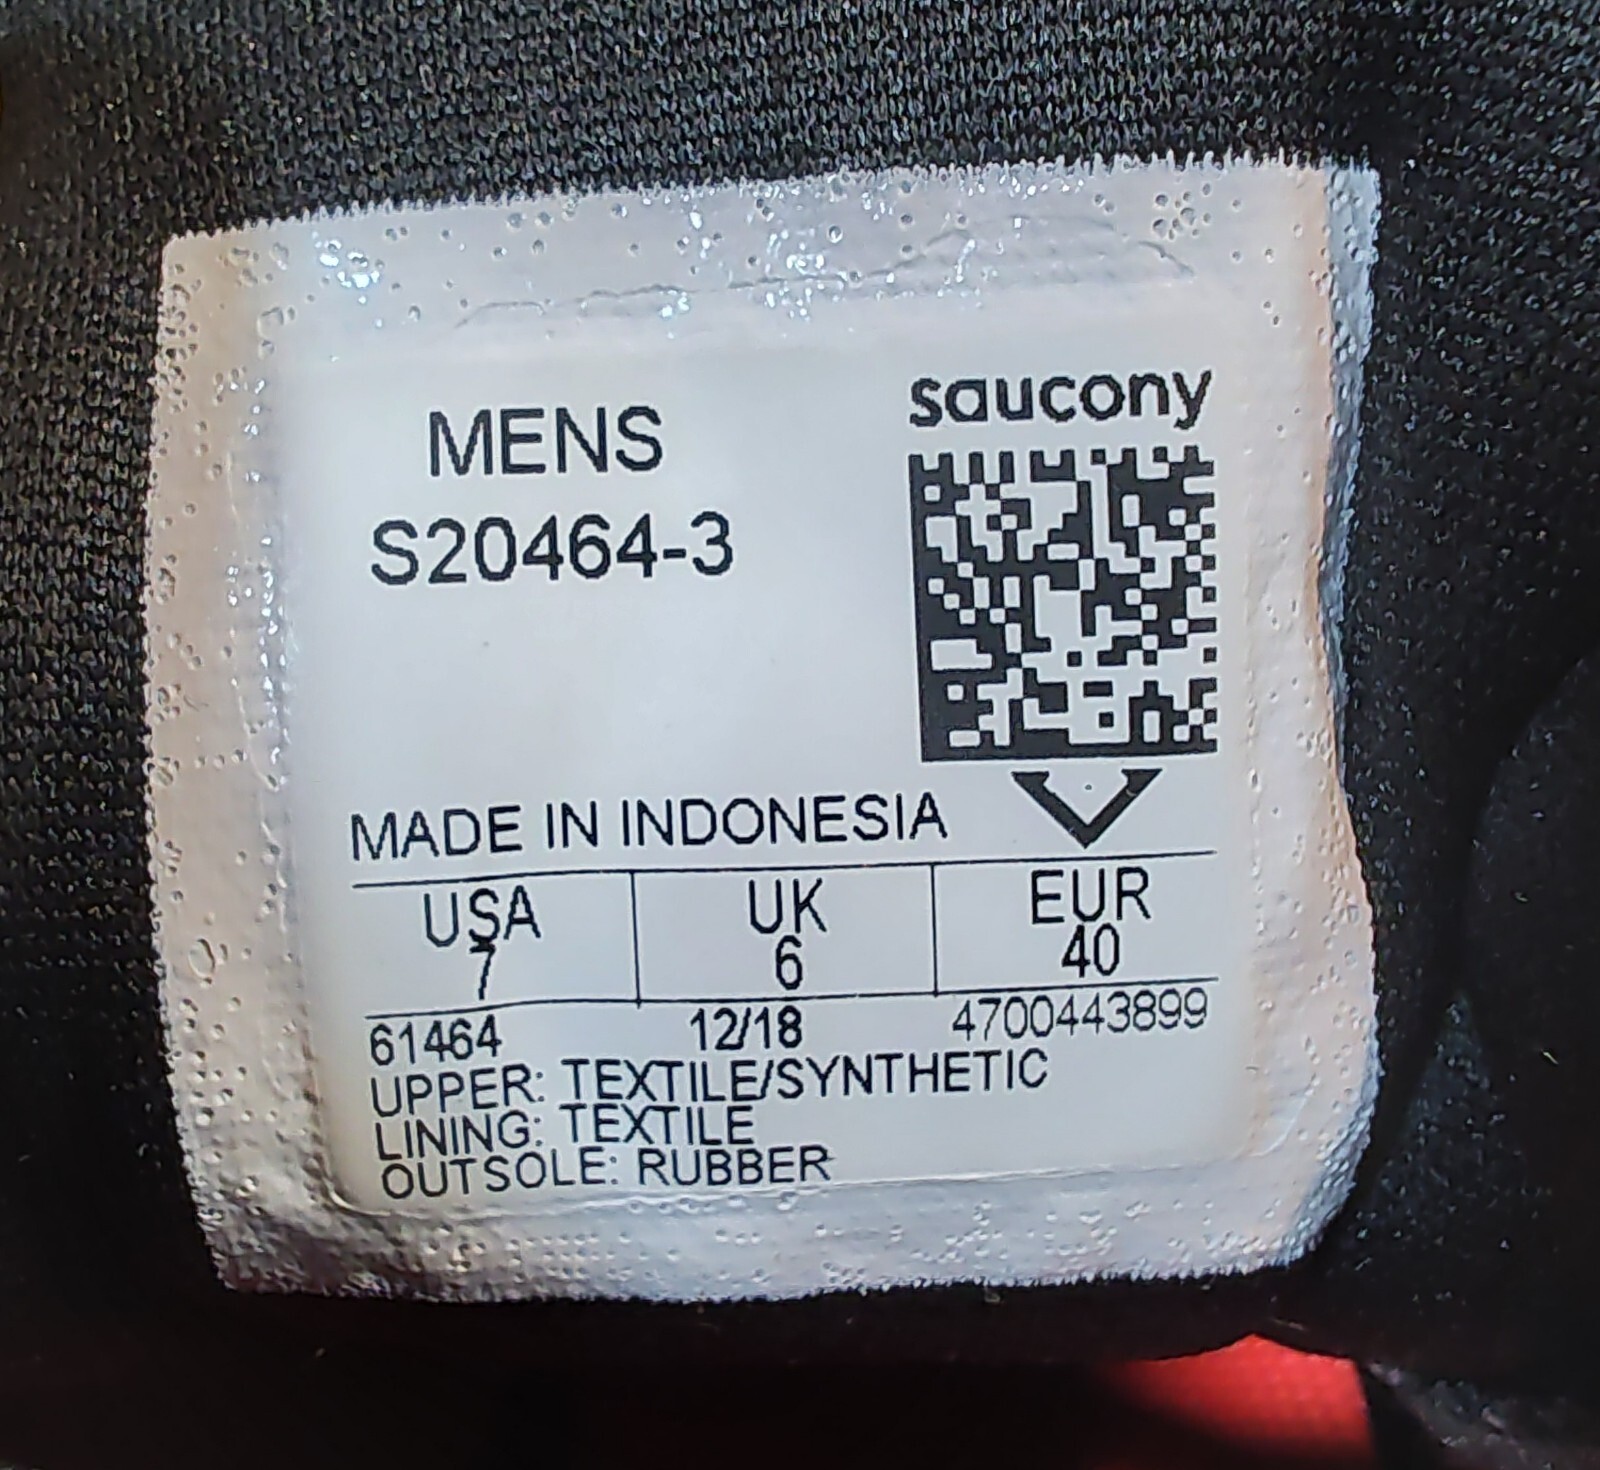 saucony
MENS
S20464-3
MADE IN INDONESIA
USA UK EUR
7 6 40
61464 12/18 4700443899
UPPER: TEXTILE/SYNTHETIC
LINING: TEXTILE
OUTSOLE: RUBBER